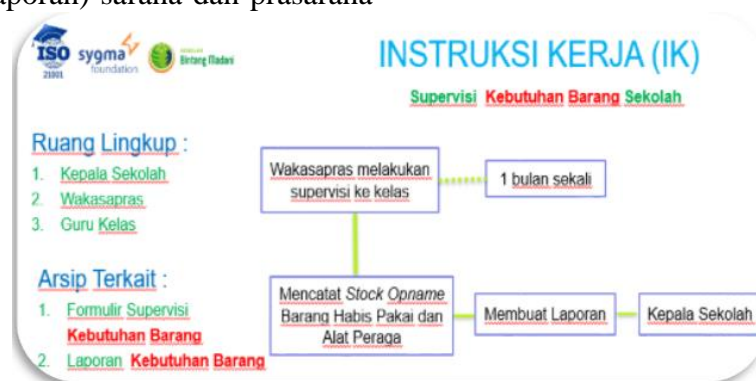 aporan) sarana dan prasarana
ISO
21001
sygma
foundation
Bintang Madani
INSTRUKSI KERJA (IK)
Supervisi Kebutuhan Barang Sekolah
Ruang Lingkup :
1. Kepala Sekolah
2. Wakasapras
3. Guru Kelas
Wakasapras melakukan
supervisi ke kelas
1 bulan sekali
Arsip Terkait :
1. Formulir Supervisi
Kebutuhan Barang
2. Laporan Kebutuhan Barang
Mencatat Stock Opname
Barang Habis Pakai dan
Alat Peraga
Membuat Laporan
Kepala Sekolah